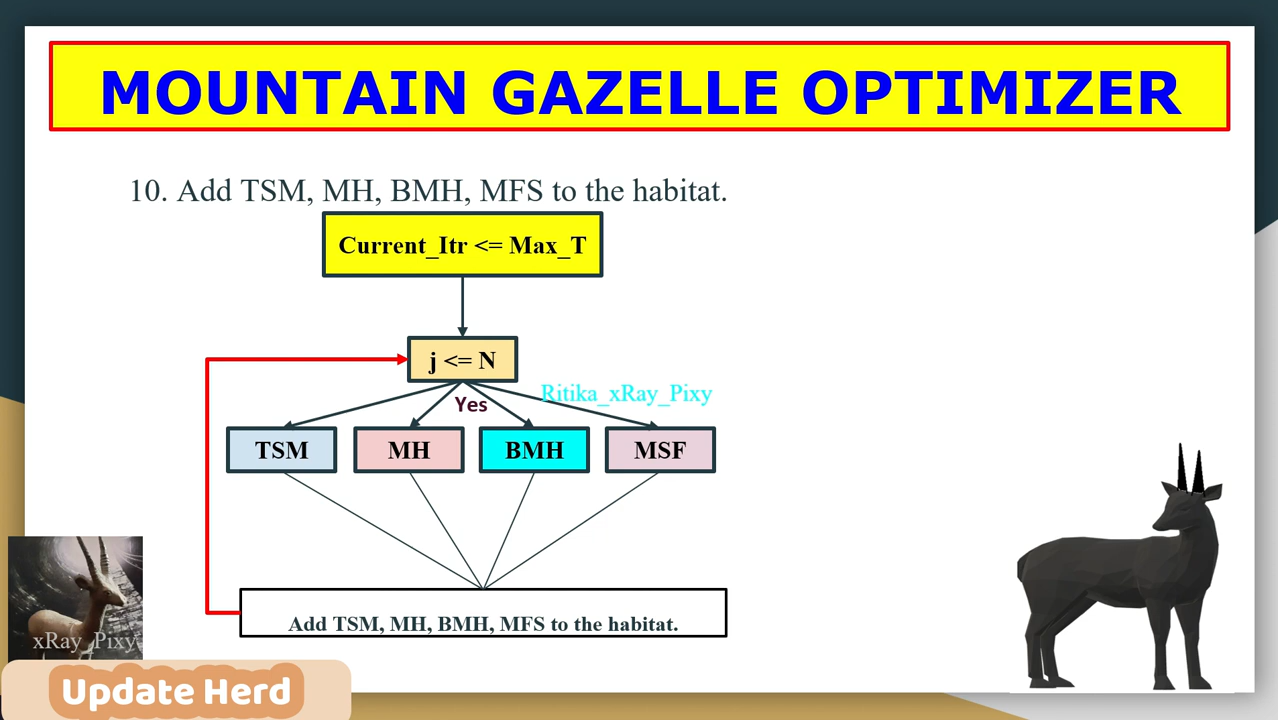 MOUNTAIN GAZELLE OPTIMIZER
10. Add TSM, MH, BMH, MFS to the habitat.
Current_Itr <= Max_T
j <= N
Ritika_xRay_Pixy
Yes
TSM
MH
BMH
MSF
Add TSM, MH, BMH, MFS to the habitat.
xRay_Pixy
Update Herd